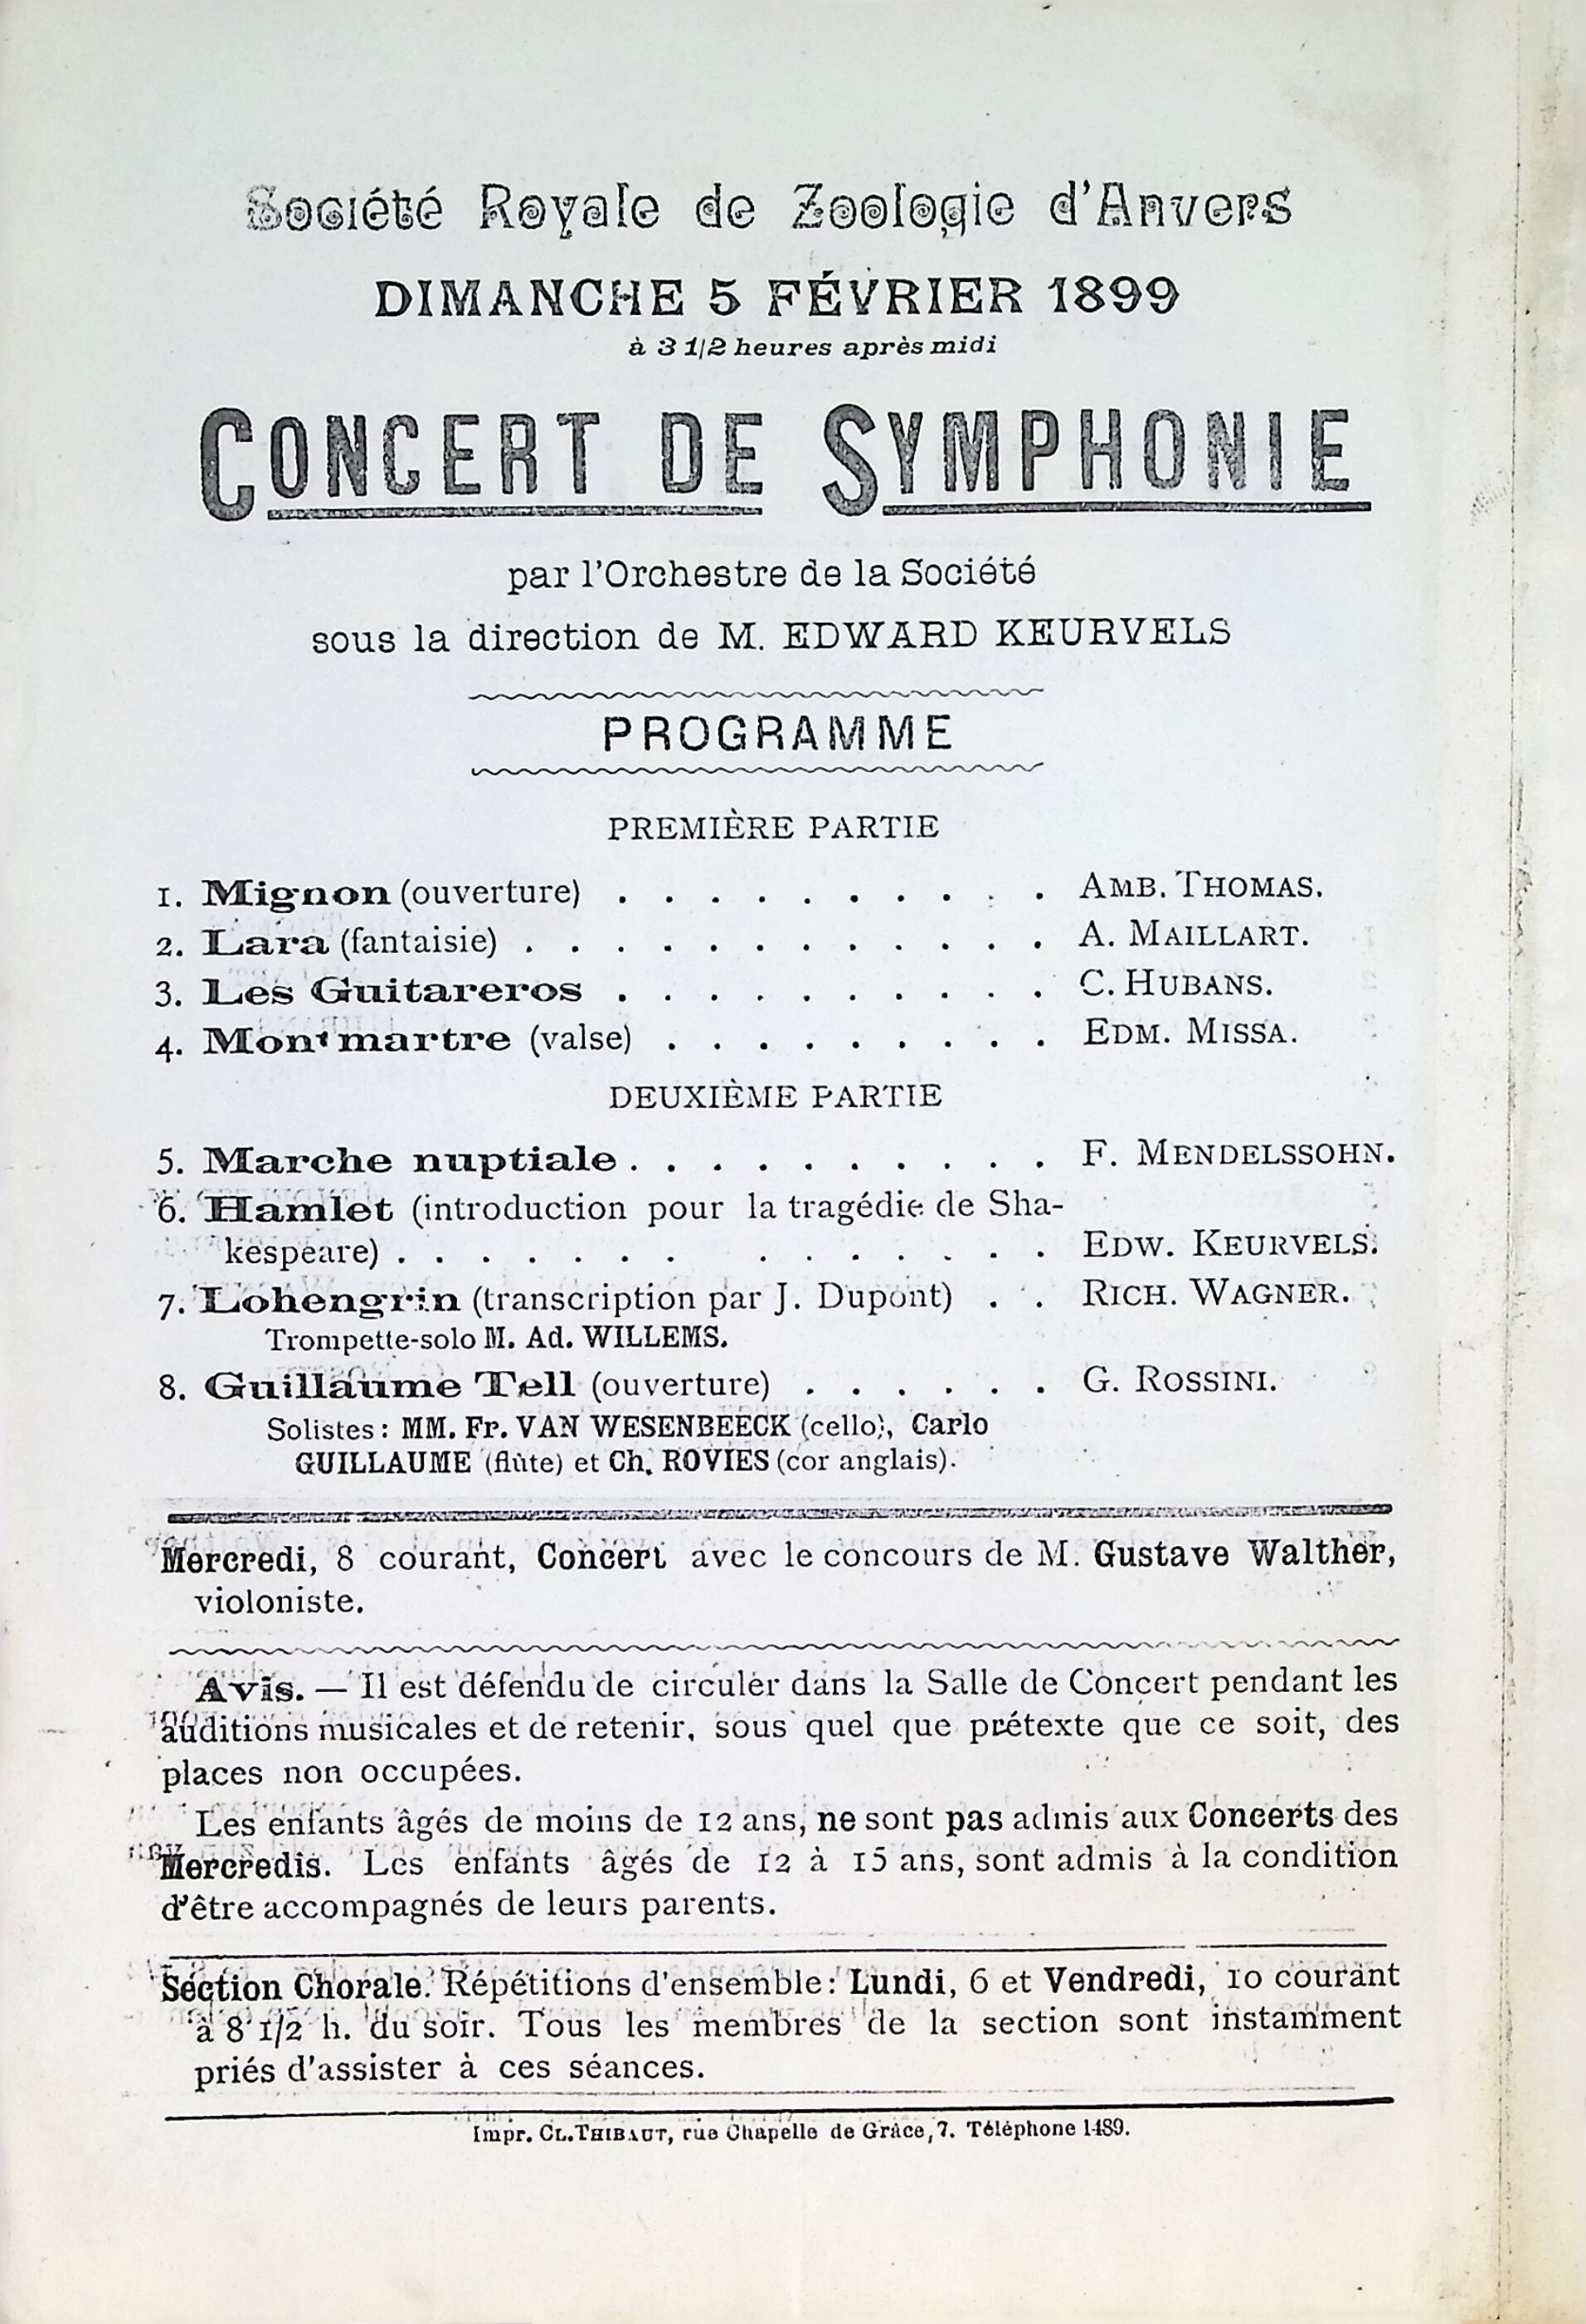 Société Royale de Zoologie d'Anvers
DIMANCHE 5 FÉVRIER 1899
à 3 1/2 heures après midi
CONCERT DE SYMPHONIE
par l'Orchestre de la Société
sous la direction de M. EDWARD KEURVELS
PROGRAMME
PREMIÈRE PARTIE
1. Mignon (ouverture) . . . . . . . . . . AMB. THOMAS.
2. Lara (fantaisie) . . . . . . . . . . . . A. MAILLART.
3. Les Guitareros . . . . . . . . . . C. HUBANS.
4. Montmartre (valse) . . . . . . . . . EDM. MISSA.
DEUXIÈME PARTIE
5. Marche nuptiale . . . . . . . . . . F. MENDELSSOHN.
6. Hamlet (introduction pour la tragédie de Sha-
kespeare) . . . . . . . . . . . . . . EDW. KEURVELS.
7. Lohengrin (transcription par J. Dupont) . . RICH. WAGNER.
Trompette-solo M. Ad. WILLEMS.
8. Guillaume Tell (ouverture) . . . . . . G. ROSSINI.
Solistes : MM. Fr. VAN WESENBEECK (cello), Carlo
GUILLAUME (flûte) et Ch. ROVIES (cor anglais).
Mercredi, 8 courant, Concert avec le concours de M. Gustave Walther,
violoniste.
Avis. — Il est défendu de circuler dans la Salle de Concert pendant les
auditions musicales et de retenir, sous quel que prétexte que ce soit, des
places non occupées.
Les enfants âgés de moins de 12 ans, ne sont pas admis aux Concerts des
Mercredis. Les enfants âgés de 12 à 15 ans, sont admis à la condition
d'être accompagnés de leurs parents.
Section Chorale. Répétitions d'ensemble : Lundi, 6 et Vendredi, 10 courant
à 8 1/2 h. du soir. Tous les membres de la section sont instamment
priés d'assister à ces séances.
Impr. CL. THIBAUT, rue Chapelle de Grâce, 7. Téléphone 1489.